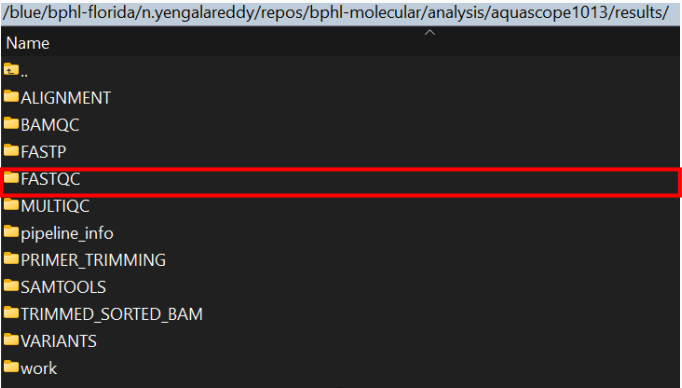 /blue/bphl-florida/n.yengalareddy/repos/bphl-molecular/analysis/aquascope1013/results/
Name
..
ALIGNMENT
BAMQC
FASTP
FASTQC
MULTIQC
pipeline_info
PRIMER_TRIMMING
SAMTOOLS
TRIMMED_SORTED_BAM
VARIANTS
work